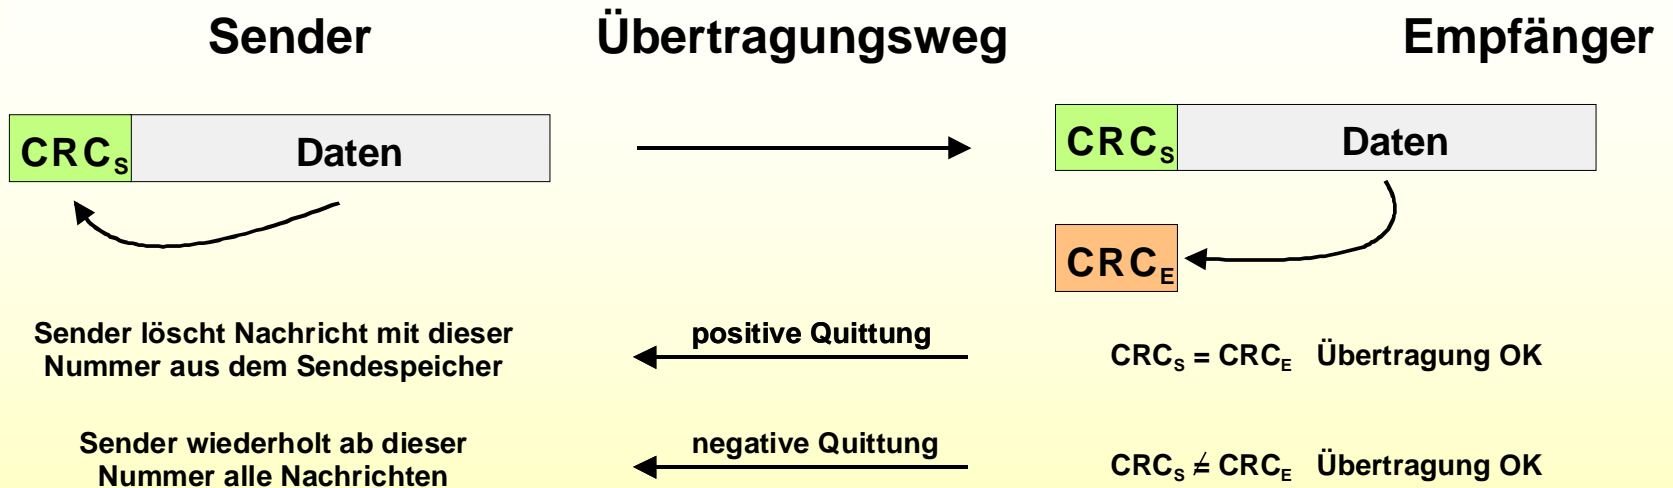 Sender Übertragungsweg Empfänger
CRCS Daten
CRCS Daten
CRCE
Sender löscht Nachricht mit dieser
Nummer aus dem Sendespeicher
positive Quittung
CRCS = CRCE Übertragung OK
Sender wiederholt ab dieser
Nummer alle Nachrichten
negative Quittung
CRCS ≠ CRCE Übertragung OK